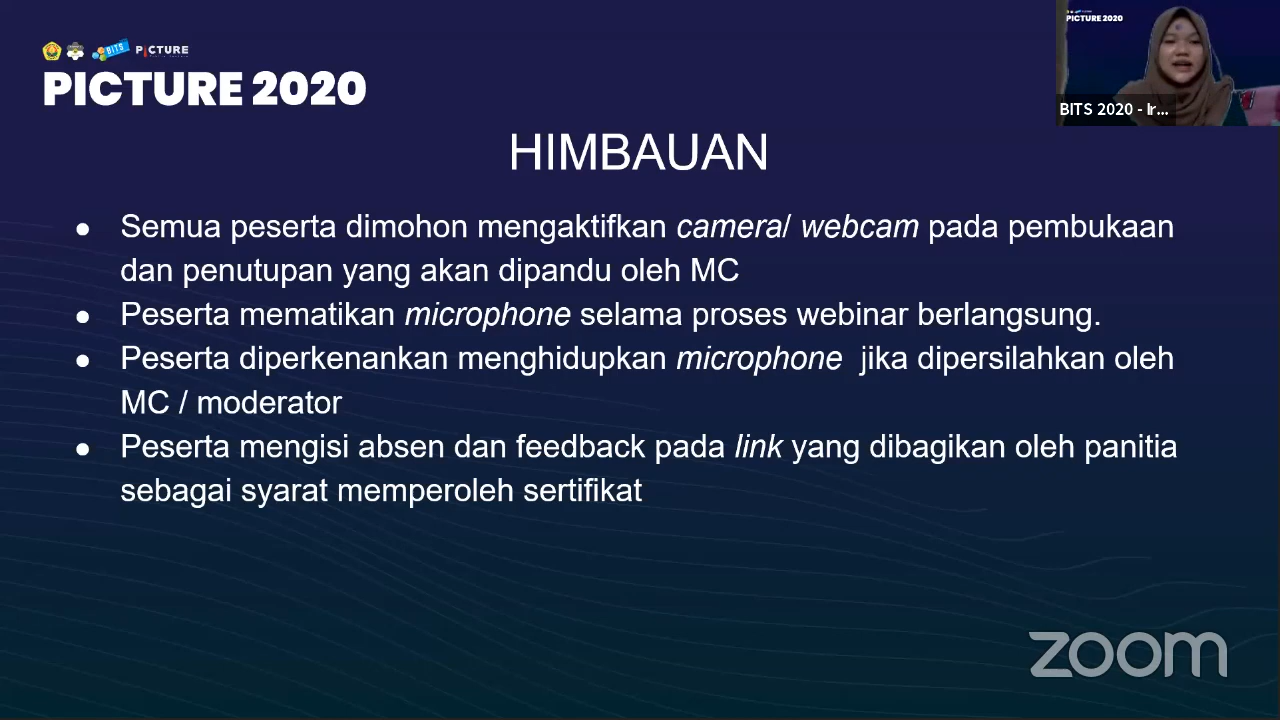 BITS
PICTURE
PICTURE 2020
PICTURE 2020
BITS 2020 - Ir...
HIMBAUAN
● Semua peserta dimohon mengaktifkan camera/ webcam pada pembukaan
dan penutupan yang akan dipandu oleh MC
● Peserta mematikan microphone selama proses webinar berlangsung.
● Peserta diperkenankan menghidupkan microphone jika dipersilahkan oleh
MC / moderator
● Peserta mengisi absen dan feedback pada link yang dibagikan oleh panitia
sebagai syarat memperoleh sertifikat
zoom